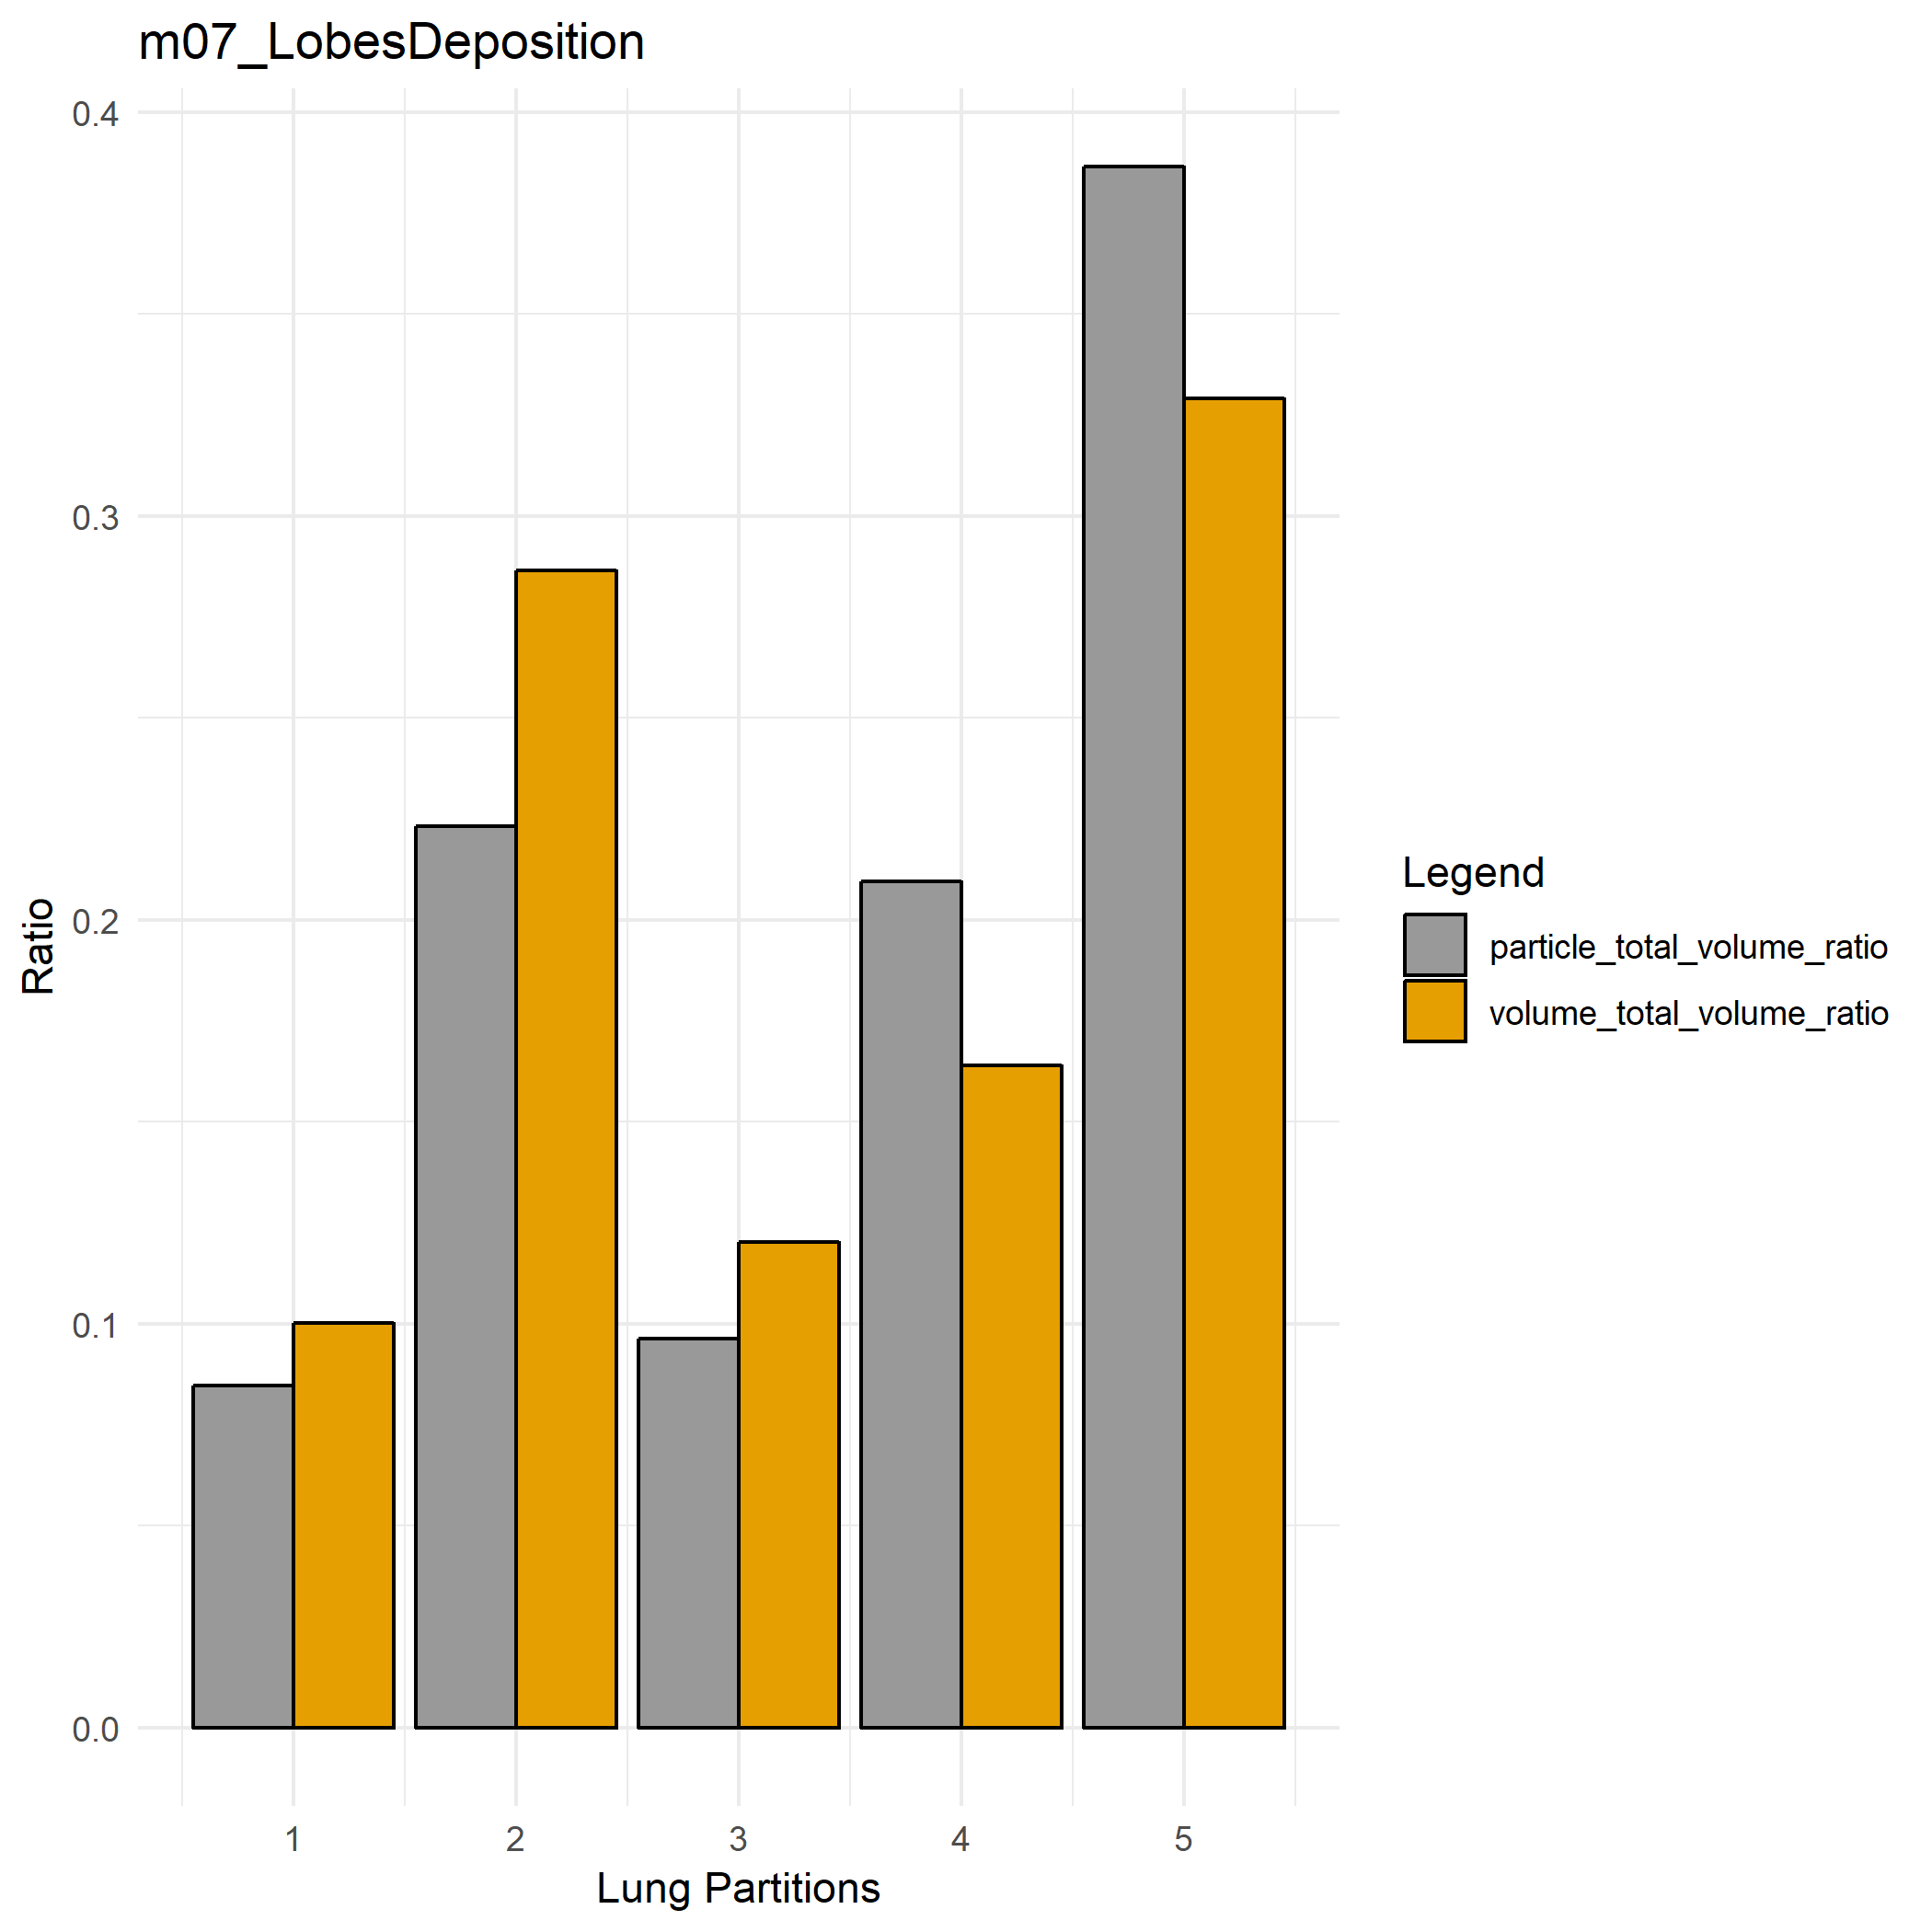 m07_LobesDeposition
0.4
0.3
0.2
0.1
0.0
Ratio
1 2 3 4 5
Lung Partitions
Legend
particle_total_volume_ratio
volume_total_volume_ratio